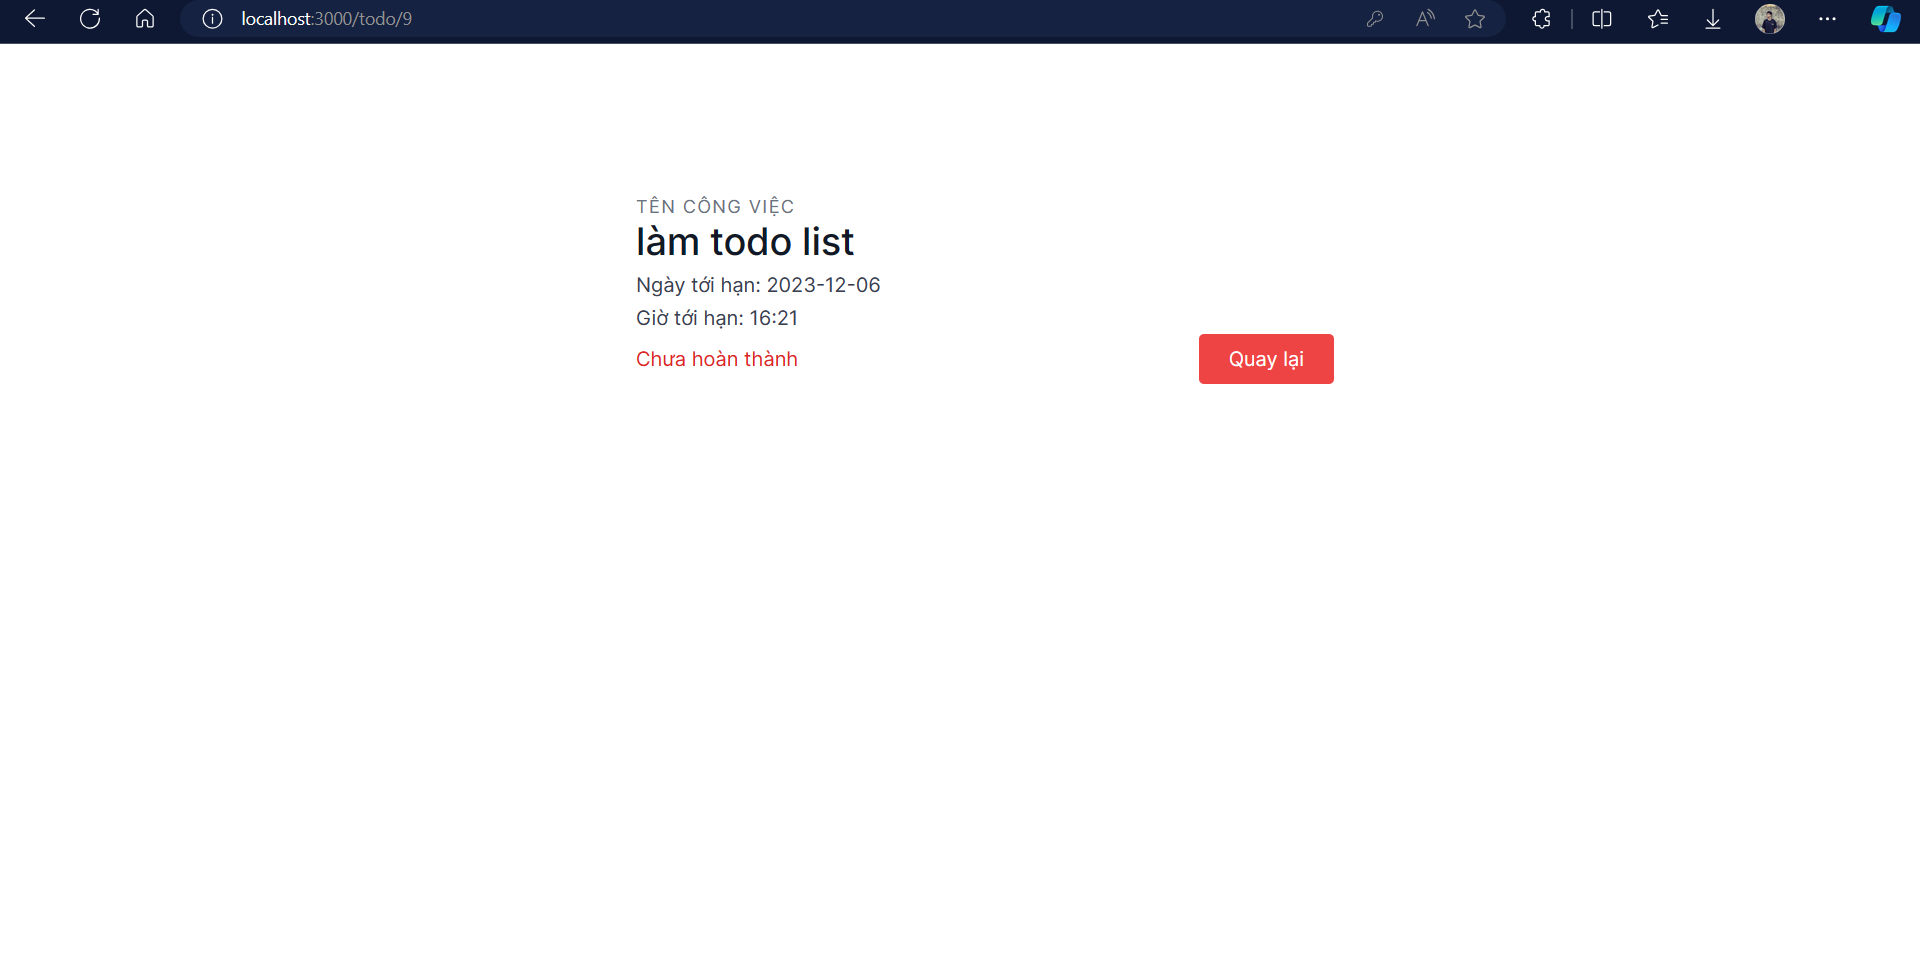 localhost:3000/todo/9
TÊN CÔNG VIỆC
làm todo list
Ngày tới hạn: 2023-12-06
Giờ tới hạn: 16:21
Chưa hoàn thành
Quay lại